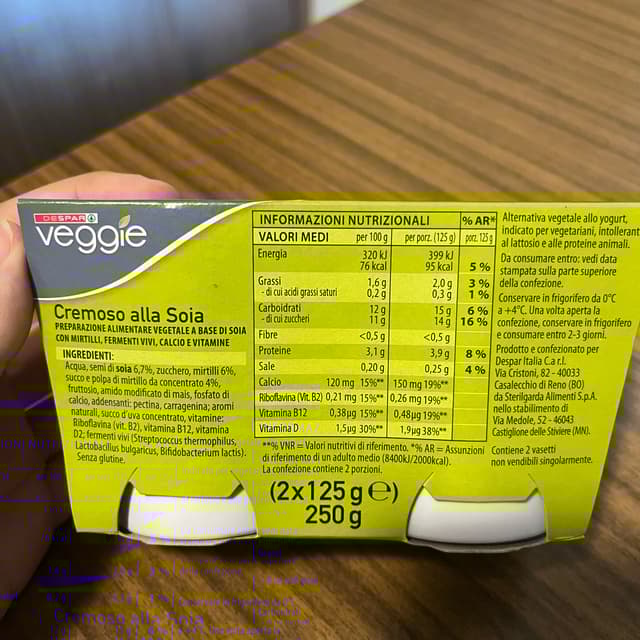 DESPAR
veggie
Cremoso alla Soia
PREPARAZIONE ALIMENTARE VEGETALE A BASE DI SOIA
CON MIRTILLI, FERMENTI VIVI, CALCIO E VITAMINE
INGREDIENTI:
Acqua, semi di soia 6,7%, zucchero, mirtilli 6%,
succo e polpa di mirtillo da concentrato 4%,
fruttosio, amido modificato di mais, fosfato di
calcio, addensanti: pectina, carragenina; aromi
naturali, succo d'uva concentrato, vitamine:
Riboflavina (vit. B2), vitamina B12, vitamina
D2; fermenti vivi (Streptococcus thermophilus,
Lactobacillus bulgaricus, Bifidobacterium lactis).
Senza glutine.
INFORMAZIONI NUTRIZIONALI % AR*
VALORI MEDI per 100 g per porz. (125 g) porz. 125 g
Energia 320 kJ 399 kJ
76 kcal 95 kcal 5 %
Grassi 1,6 g 2,0 g 3 %
- di cui acidi grassi saturi 0,2 g 0,3 g 1 %
Carboidrati 12 g 15 g 6 %
- di cui zuccheri 11 g 14 g 16 %
Fibre <0,5 g <0,5 g
Proteine 3,1 g 3,9 g 8 %
Sale 0,20 g 0,25 g 4 %
Calcio 120 mg 15%** 150 mg 19%**
Riboflavina (Vit. B2) 0,21 mg 15%** 0,26 mg 19%**
Vitamina B12 0,38µg 15%** 0,48µg 19%**
Vitamina D 1,5µg 30%** 1,9µg 38%**
**% VNR = Valori nutritivi di riferimento. *% AR = Assunzioni
di riferimento di un adulto medio (8400kJ/2000kcal).
La confezione contiene 2 porzioni.
(2x125 g e)
250 g
Alternativa vegetale allo yogurt,
indicato per vegetariani, intolleranti
al lattosio e alle proteine animali.
Da consumare entro: vedi data
stampata sulla parte superiore
della confezione.
Conservare in frigorifero da 0°C
a +4°C. Una volta aperta la
confezione, conservare in frigorifero
e consumare entro 2-3 giorni.
Prodotto e confezionato per
Despar Italia C.a r.l.
Via Cristoni, 82 - 40033
Casalecchio di Reno (BO)
da Sterilgarda Alimenti S.p.A.
nello stabilimento di
Via Medole, 52 - 46043
Castiglione delle Stiviere (MN).
Contiene 2 vasetti
non vendibili singolarmente.
Cremoso alla Soia